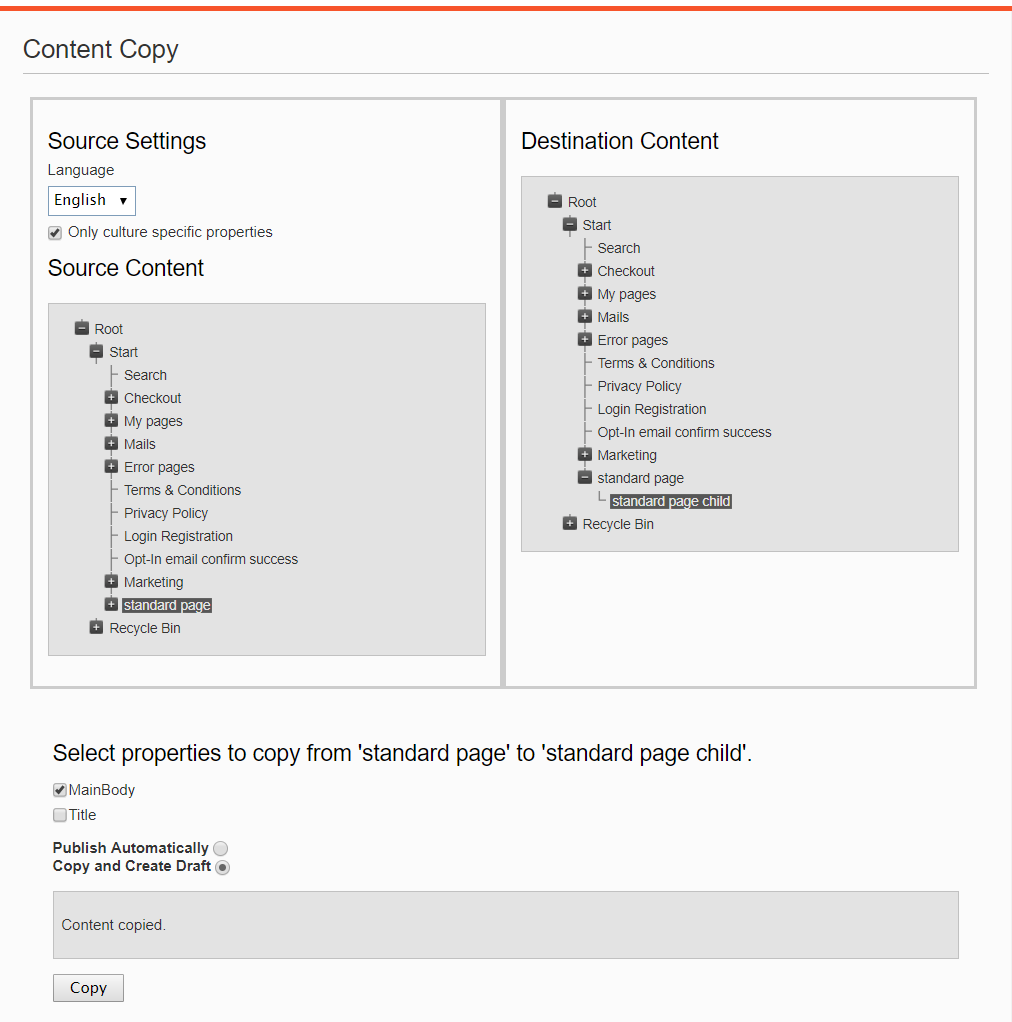 Content Copy
Source Settings
Language
English
Only culture specific properties
Source Content
Root
Start
Search
Checkout
My pages
Mails
Error pages
Terms & Conditions
Privacy Policy
Login Registration
Opt-In email confirm success
Marketing
standard page
Recycle Bin
Destination Content
Root
Start
Search
Checkout
My pages
Mails
Error pages
Terms & Conditions
Privacy Policy
Login Registration
Opt-In email confirm success
Marketing
standard page
standard page child
Recycle Bin
Select properties to copy from 'standard page' to 'standard page child'.
MainBody
Title
Publish Automatically
Copy and Create Draft
Content copied.
Copy